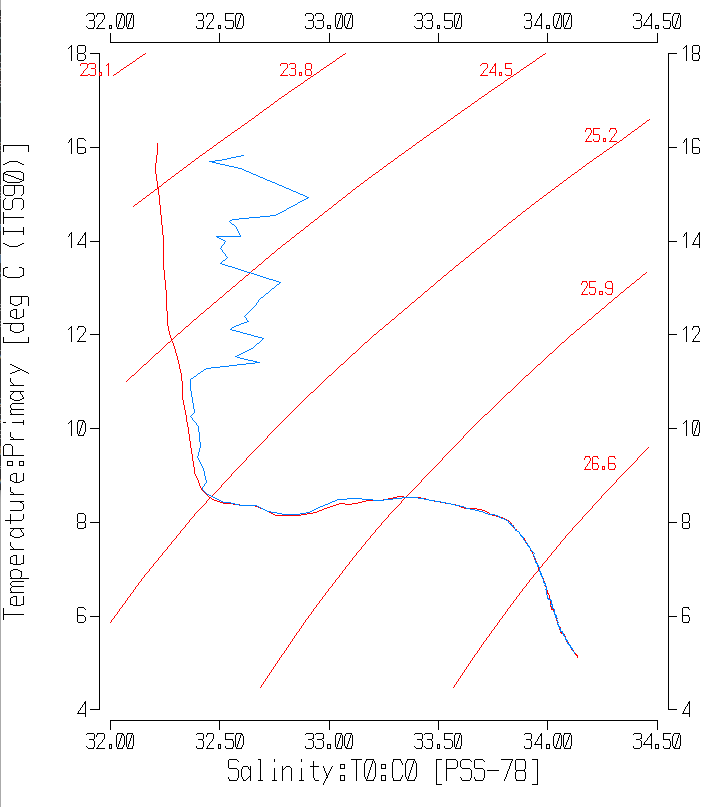 32.00 32.50 33.00 33.50 34.00 34.50
18 18
23.1 23.8 24.5
16 16
25.2
14 14
25.9
12 12
10 10
26.6
8 8
6 6
4 4
32.00 32.50 33.00 33.50 34.00 34.50
Salinity:T0:C0 [PSS-78]
Temperature:Primary [deg C (ITS90)]